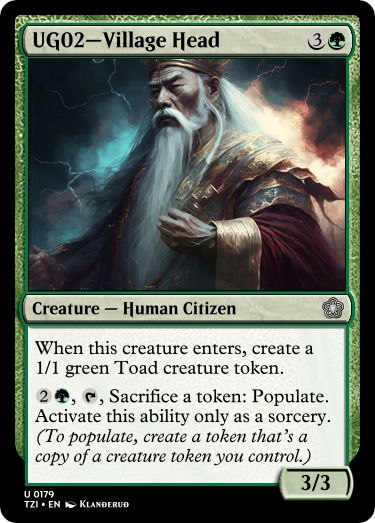 UG02—Village Head 3
Creature — Human Citizen
When this creature enters, create a
1/1 green Toad creature token.
2, , Sacrifice a token: Populate.
Activate this ability only as a sorcery.
(To populate, create a token that's a
copy of a creature token you control.)
3/3
U 0179
TZI • EN Klanderud